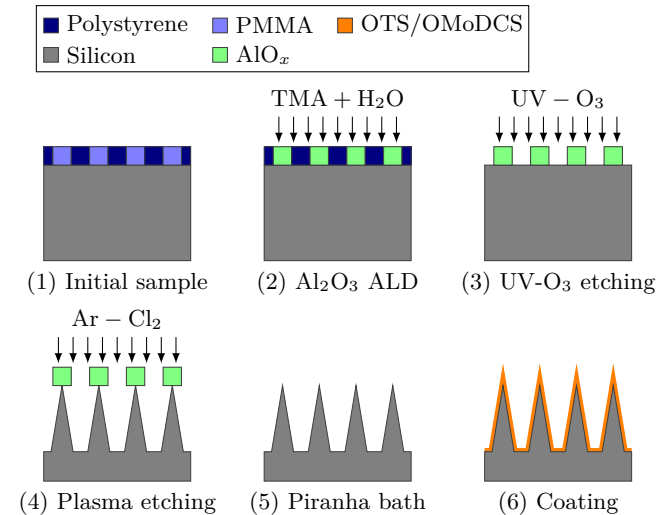 Polystyrene PMMA OTS/OMoDCS
Silicon AlOₓ
TMA + H₂O UV − O₃
(1) Initial sample (2) Al₂O₃ ALD (3) UV-O₃ etching
Ar − Cl₂
(4) Plasma etching (5) Piranha bath (6) Coating